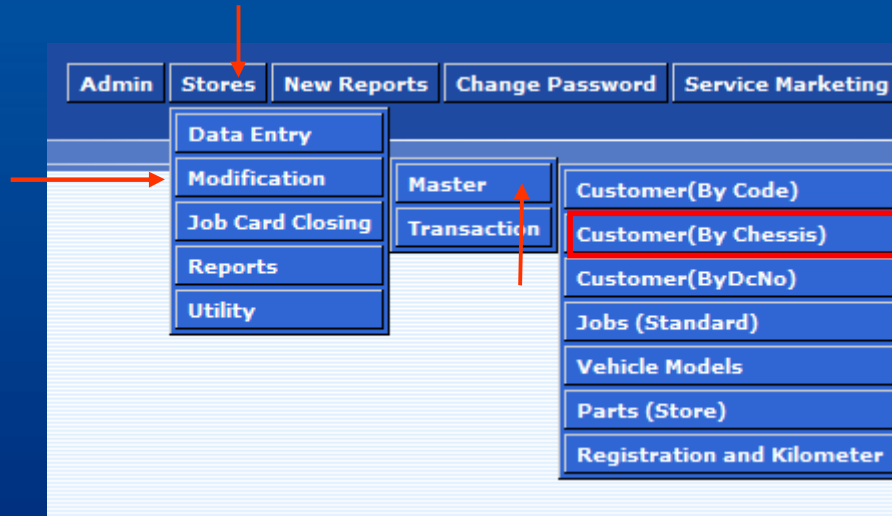 Admin Stores New Reports Change Password Service Marketing
Data Entry
Modification
Job Card Closing
Reports
Utility
Master
Transaction
Customer(By Code)
Customer(By Chessis)
Customer(ByDcNo)
Jobs (Standard)
Vehicle Models
Parts (Store)
Registration and Kilometer